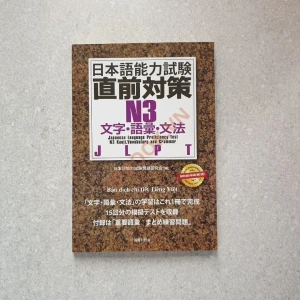 日本語能力試験
直前対策
N3
文字・語彙・文法
Japanese Language Proficiency Test
N3 Kanji,Vocabulary and Grammar
JLPT
Bản dịch chú thích Tiếng Việt
「文字・語彙・文法」の学習はこれ1冊で完成
15回分の模擬テストを収録
付録は「重要語彙 まとめ練習問題」